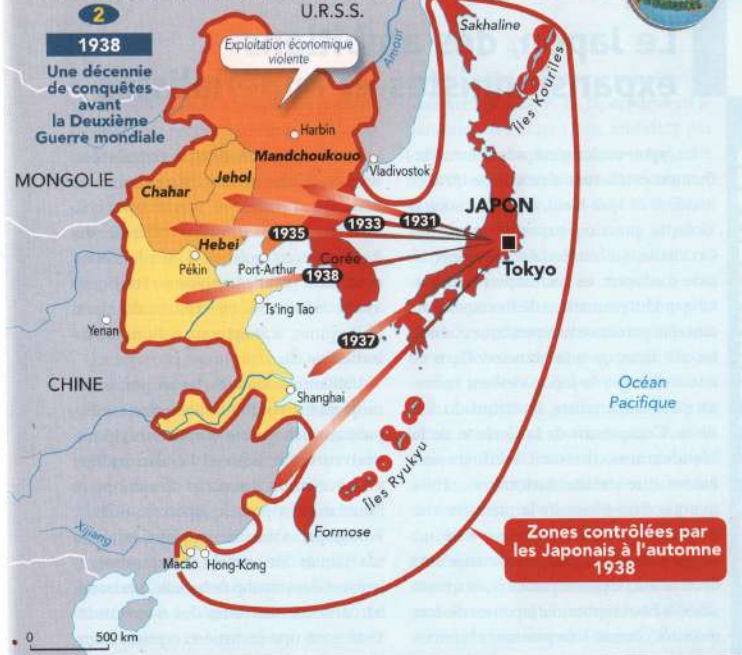 2
1938
Une décennie
de conquêtes
avant
la Deuxième
Guerre mondiale
U.R.S.S.
Exploitation économique
violente
Amour
Sakhaline
Îles Kouriles
Harbin
Mandchoukouo
Vladivostok
MONGOLIE
Jehol
Chahar
JAPON
1931
1933
1935
Hebei
Corée
Tokyo
Pékin
Port-Arthur
1938
Ts'ing Tao
Yenan
1937
CHINE
Shanghai
Océan
Pacifique
Îles Ryukyu
Formose
Xijiang
Macao
Hong-Kong
Zones contrôlées par
les Japonais à l'automne
1938
0 500 km